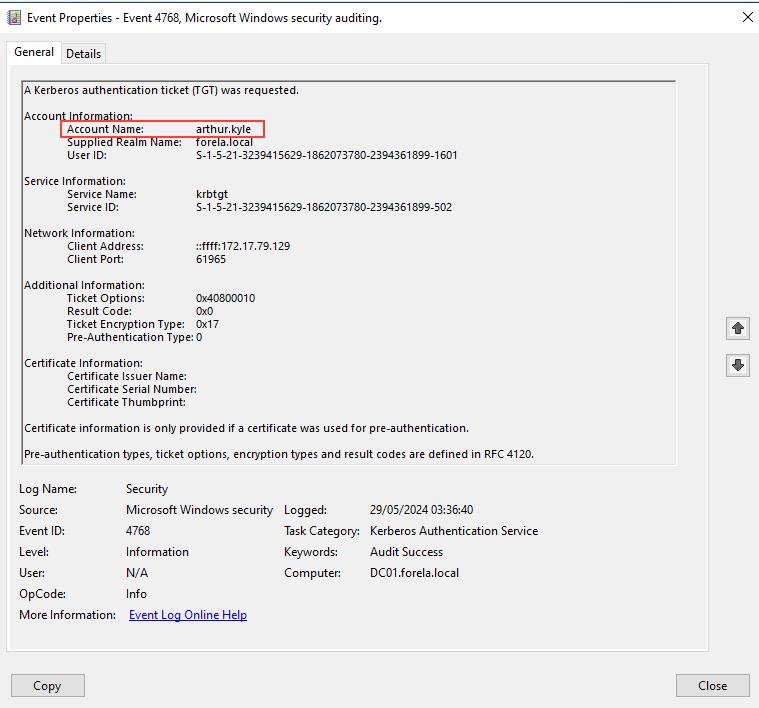 Event Properties - Event 4768, Microsoft Windows security auditing.
General Details
A Kerberos authentication ticket (TGT) was requested.
Account Information:
Account Name: arthur.kyle
Supplied Realm Name: forela.local
User ID: S-1-5-21-3239415629-1862073780-2394361899-1601
Service Information:
Service Name: krbtgt
Service ID: S-1-5-21-3239415629-1862073780-2394361899-502
Network Information:
Client Address: ::ffff:172.17.79.129
Client Port: 61965
Additional Information:
Ticket Options: 0x40800010
Result Code: 0x0
Ticket Encryption Type: 0x17
Pre-Authentication Type: 0
Certificate Information:
Certificate Issuer Name:
Certificate Serial Number:
Certificate Thumbprint:
Certificate information is only provided if a certificate was used for pre-authentication.
Pre-authentication types, ticket options, encryption types and result codes are defined in RFC 4120.
Log Name: Security
Source: Microsoft Windows security Logged: 29/05/2024 03:36:40
Event ID: 4768 Task Category: Kerberos Authentication Service
Level: Information Keywords: Audit Success
User: N/A Computer: DC01.forela.local
OpCode: Info
More Information: Event Log Online Help
Copy Close